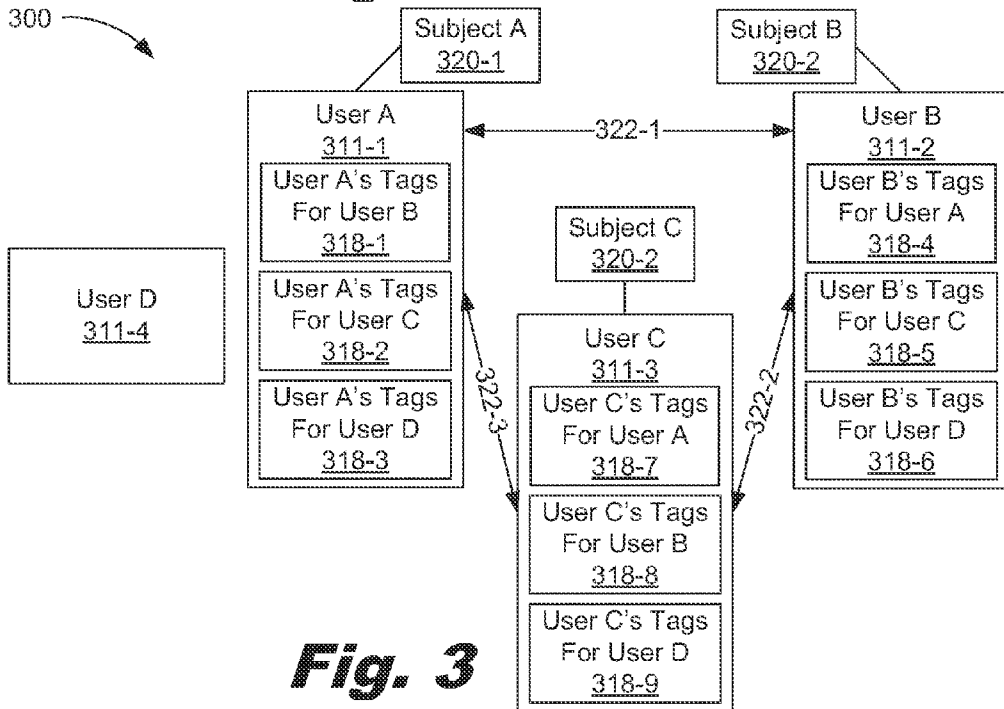 300
Subject A
320-1
Subject B
320-2
User A
311-1
User A's Tags
For User B
318-1
User A's Tags
For User C
318-2
User A's Tags
For User D
318-3
322-1
User B
311-2
User B's Tags
For User A
318-4
User B's Tags
For User C
318-5
User B's Tags
For User D
318-6
Subject C
320-2
User D
311-4
322-3
322-2
User C
311-3
User C's Tags
For User A
318-7
User C's Tags
For User B
318-8
User C's Tags
For User D
318-9
Fig. 3